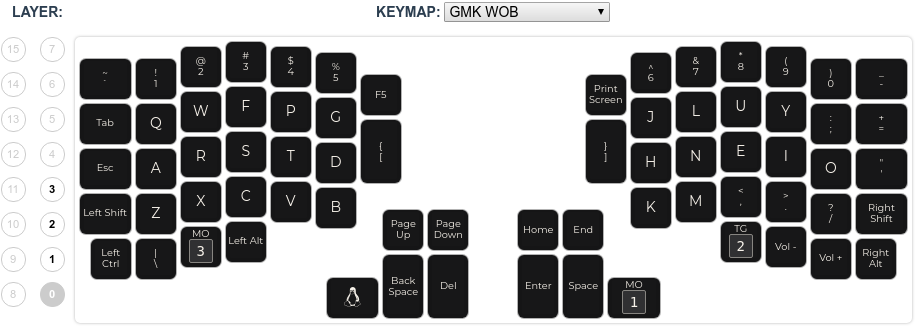 LAYER: KEYMAP: GMK WOB
15 7
14 6
13 5
12 4
11 3
10 2
9 1
8 0
~ ! @ # $ %
` 1 2 3 4 5 F5
Tab Q W F P G { [
Esc A R S T D
Left Shift Z X C V B
Left Ctrl | \ MO 3 Left Alt
Page Up Page Down
Back Space Del
Print Screen ^ 6 & 7 * 8 ( 9 ) 0 _ -
} ] J L U Y : ; + =
H N E I O " '
K M < , > . ? / Right Shift
TG 2 Vol - Vol + Right Alt
Home End
Enter Space MO 1